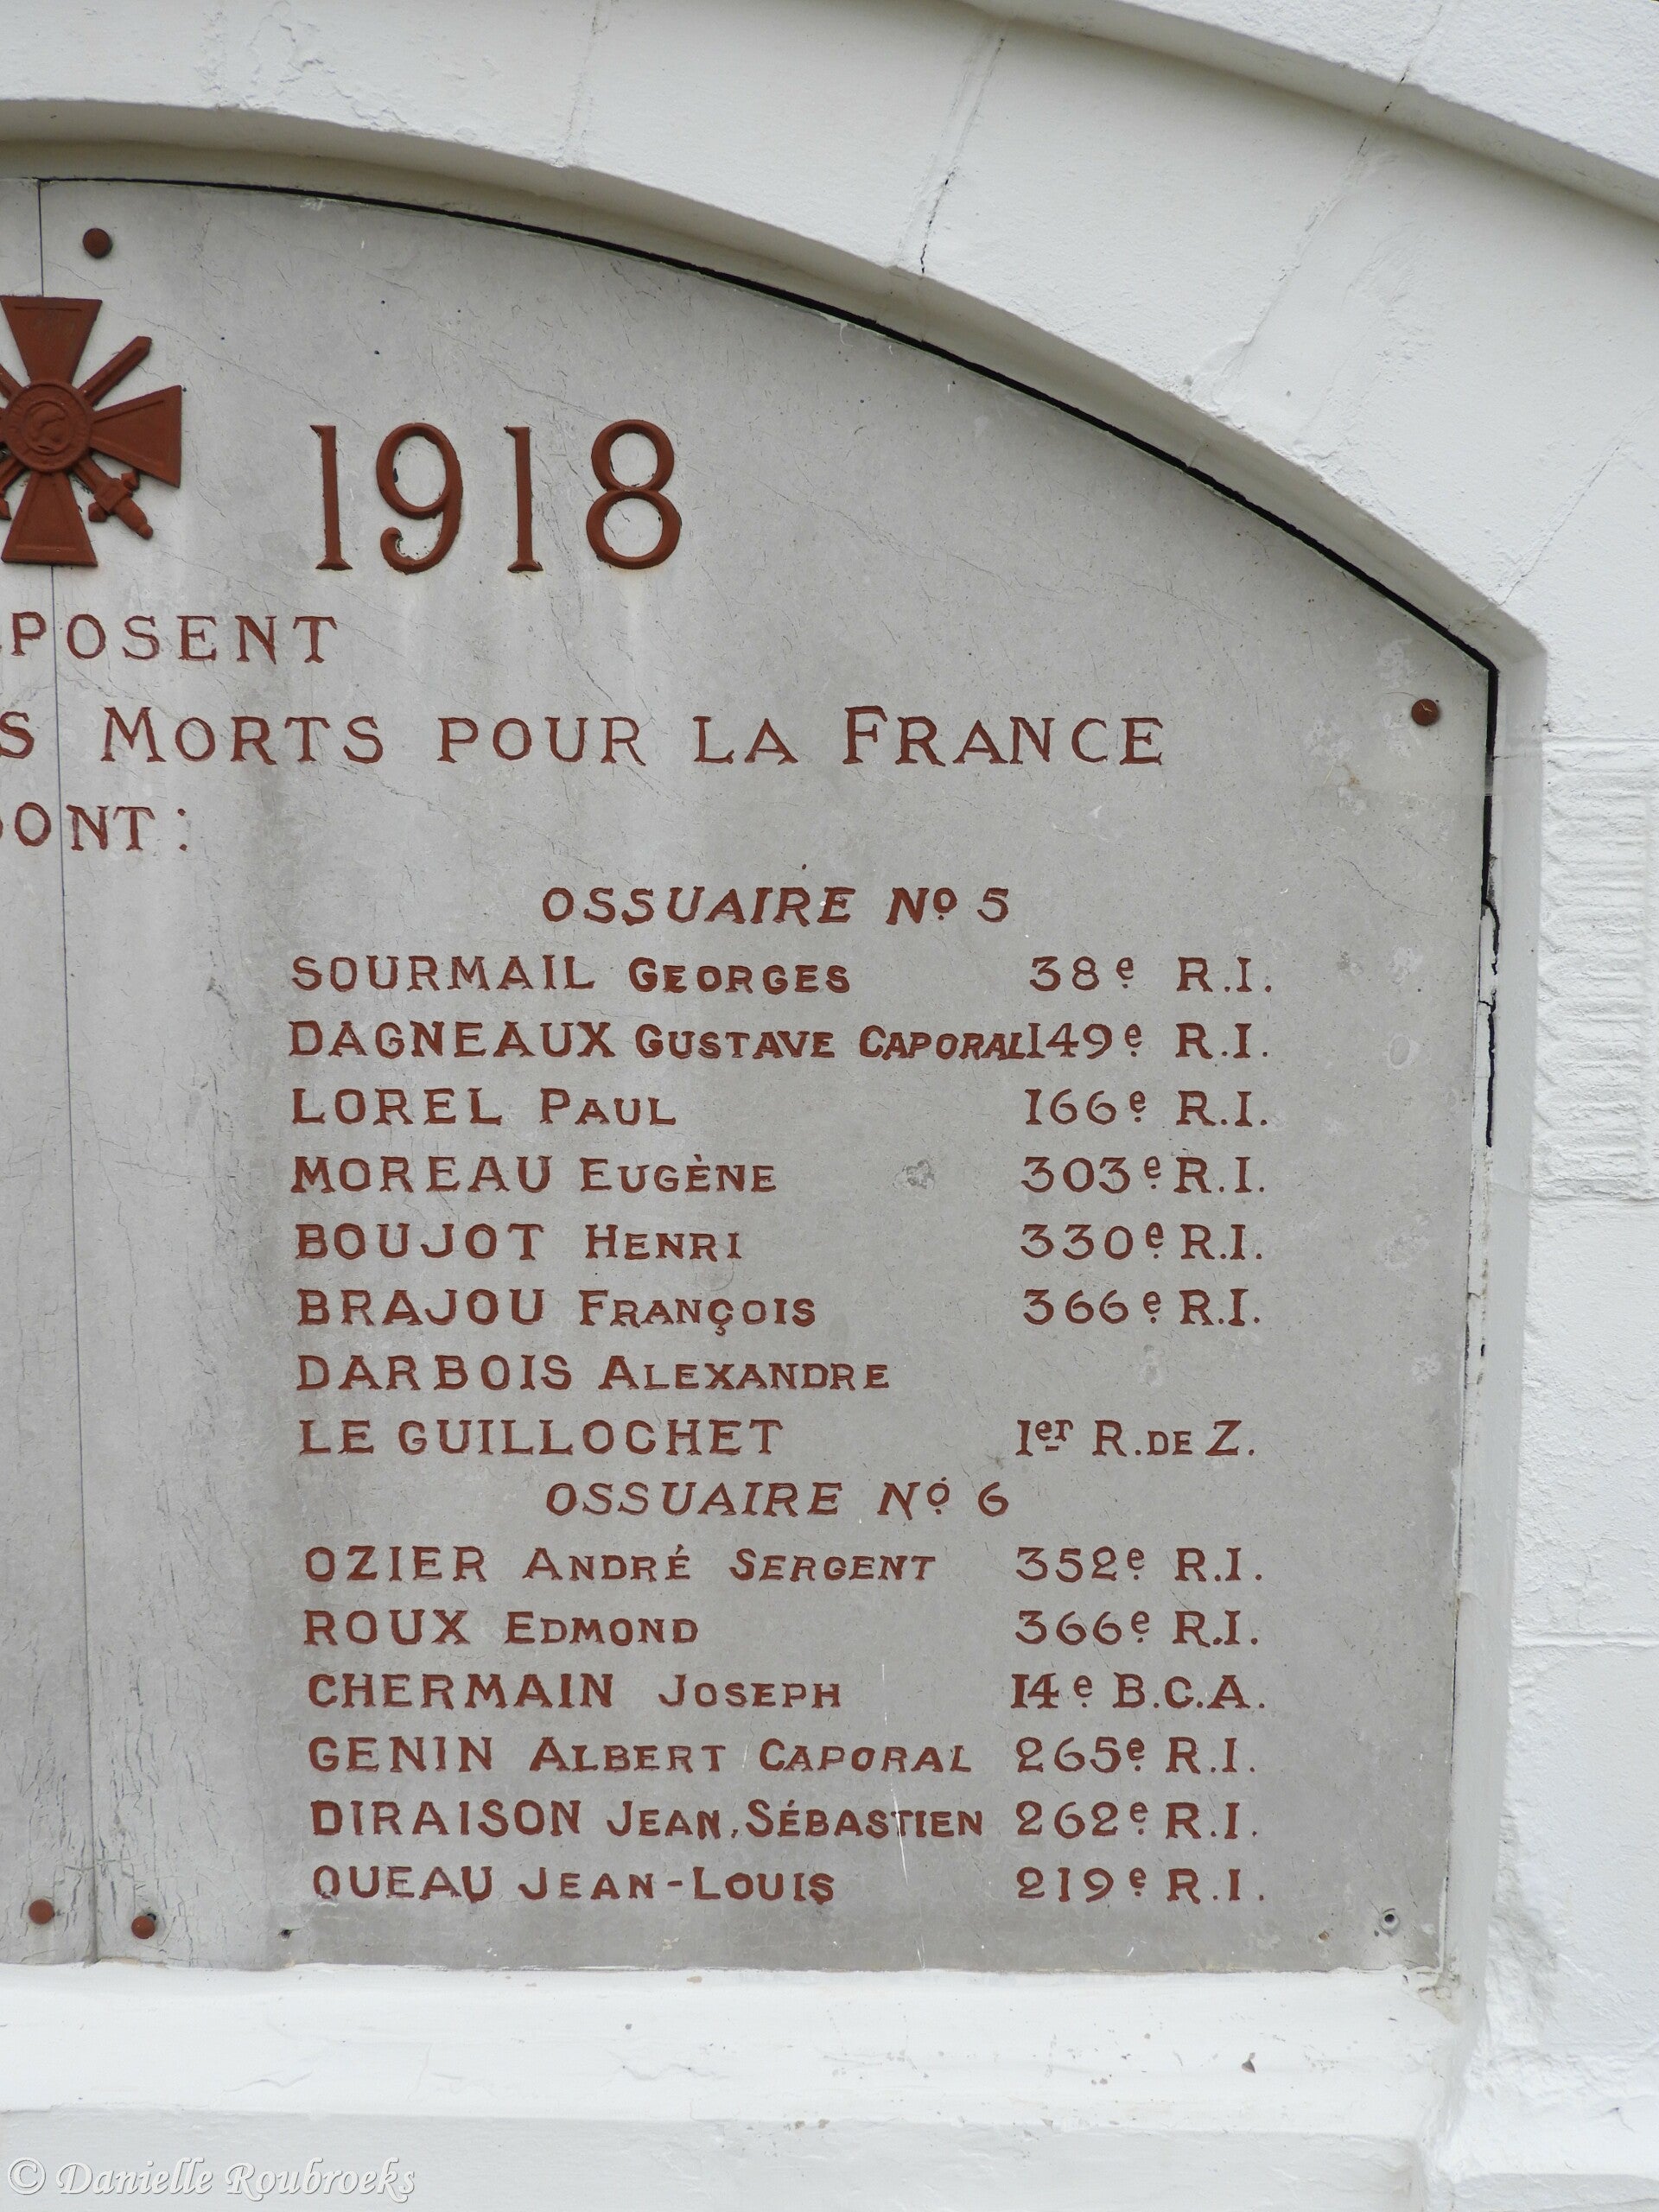 1918
POSENT
S MORTS POUR LA FRANCE
DONT:
OSSUAIRE No 5
SOURMAIL GEORGES 38e R.I.
DAGNEAUX GUSTAVE CAPORAL 149e R.I.
LOREL PAUL 166e R.I.
MOREAU EUGÈNE 303e R.I.
BOUJOT HENRI 330e R.I.
BRAJOU FRANÇOIS 366e R.I.
DARBOIS ALEXANDRE
LE GUILLOCHET 1er R.DE Z.
OSSUAIRE No 6
OZIER ANDRÉ SERGENT 352e R.I.
ROUX EDMOND 366e R.I.
CHERMAIN JOSEPH 14e B.C.A.
GENIN ALBERT CAPORAL 265e R.I.
DIRAISON JEAN,SÉBASTIEN 262e R.I.
QUEAU JEAN-LOUIS 219e R.I.
© Danielle Roubroeks